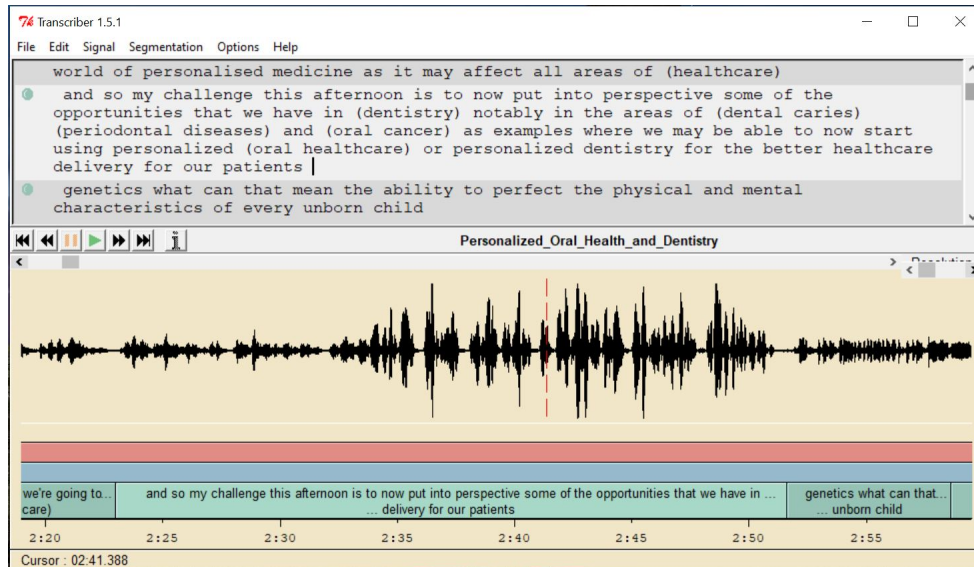 Transcriber 1.5.1
File Edit Signal Segmentation Options Help
world of personalised medicine as it may affect all areas of (healthcare)
and so my challenge this afternoon is to now put into perspective some of the
opportunities that we have in (dentistry) notably in the areas of (dental caries)
(periodontal diseases) and (oral cancer) as examples where we may be able to now start
using personalized (oral healthcare) or personalized dentistry for the better healthcare
delivery for our patients
genetics what can that mean the ability to perfect the physical and mental
characteristics of every unborn child
Personalized_Oral_Health_and_Dentistry
we're going to... and so my challenge this afternoon is to now put into perspective some of the opportunities that we have in ... genetics what can that...
care) ... delivery for our patients ... unborn child
2:20 2:25 2:30 2:35 2:40 2:45 2:50 2:55
Cursor : 02:41.388